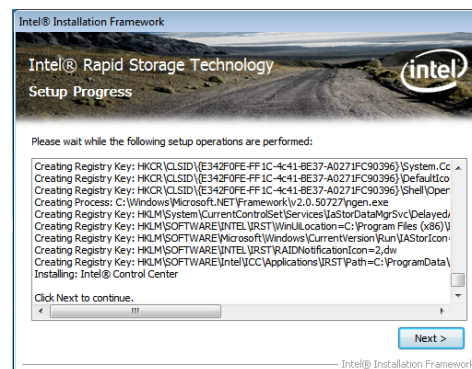 Intel® Installation Framework
Intel® Rapid Storage Technology
Setup Progress
intel
Please wait while the following setup operations are performed:
Creating Registry Key: HKCR\CLSID\{E342F0FE-FF1C-4c41-BE37-A0271FC90396}\System.Co
Creating Registry Key: HKCR\CLSID\{E342F0FE-FF1C-4c41-BE37-A0271FC90396}\DefaultIco
Creating Registry Key: HKCR\CLSID\{E342F0FE-FF1C-4c41-BE37-A0271FC90396}\Shell\Open
Creating Process: C:\Windows\Microsoft.NET\Framework\v2.0.50727\ngen.exe
Creating Registry Key: HKLM\System\CurrentControlSet\Services\IaStorDataMgrSvc\Delayed
Creating Registry Key: HKLM\SOFTWARE\INTEL\IRST\WinUiLocation=C:\Program Files (x86)\
Creating Registry Key: HKLM\SOFTWARE\Microsoft\Windows\CurrentVersion\Run\IAStorIcon=
Creating Registry Key: HKLM\SOFTWARE\INTEL\IRST\RAIDNotificationIcon=2,dw
Creating Registry Key: HKLM\SOFTWARE\Intel\ICC\Applications\IRST\Path=C:\ProgramData\
Installing: Intel® Control Center
Click Next to continue.
Next >
Intel® Installation Framework